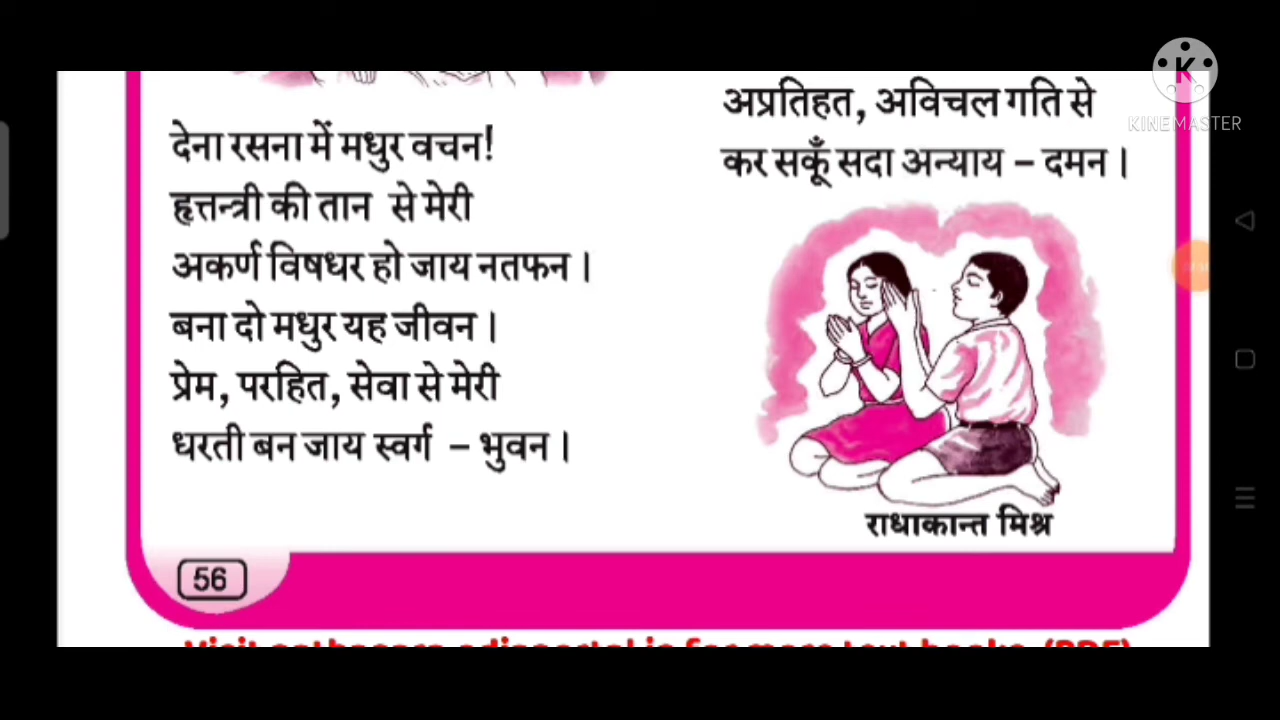 देना रसना में मधुर वचन!
हृत्तन्त्री की तान से मेरी
अकर्ण विषधर हो जाय नतफन।
बना दो मधुर यह जीवन।
प्रेम, परहित, सेवा से मेरी
धरती बन जाय स्वर्ग – भुवन।
अप्रतिहत, अविचल गति से
कर सकूँ सदा अन्याय – दमन।
राधाकान्त मिश्र
56
K
KINEMASTER